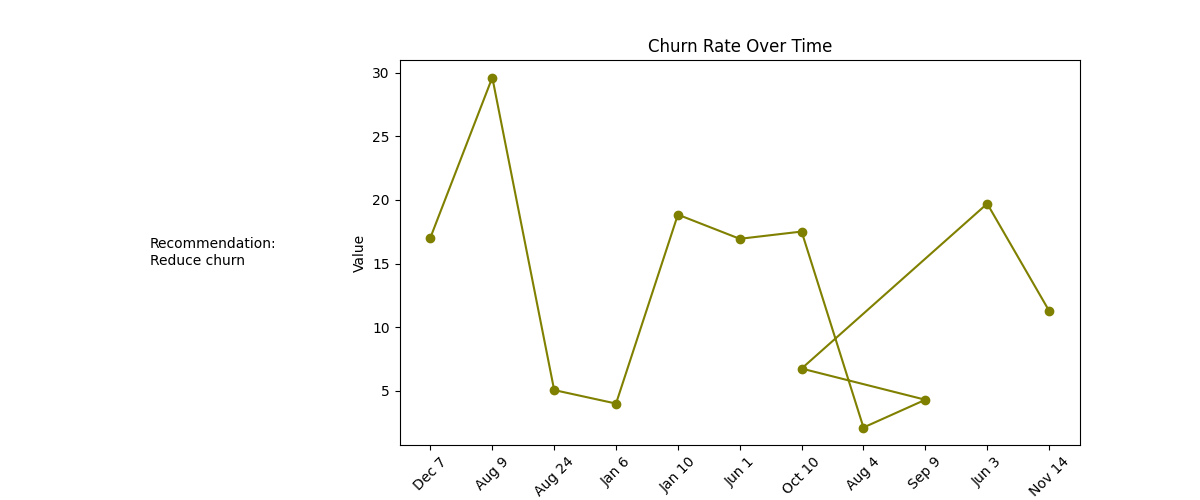 Churn Rate Over Time
Recommendation:
Reduce churn
Value
30
25
20
15
10
5
Dec 7
Aug 9
Aug 24
Jan 6
Jan 10
Jun 1
Oct 10
Aug 4
Sep 9
Jun 3
Nov 14